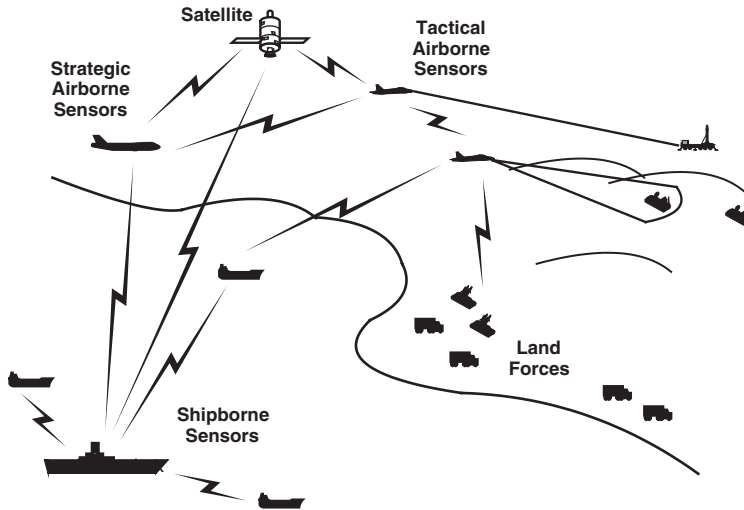 Satellite
Tactical
Airborne
Sensors
Strategic
Airborne
Sensors
Land
Forces
Shipborne
Sensors